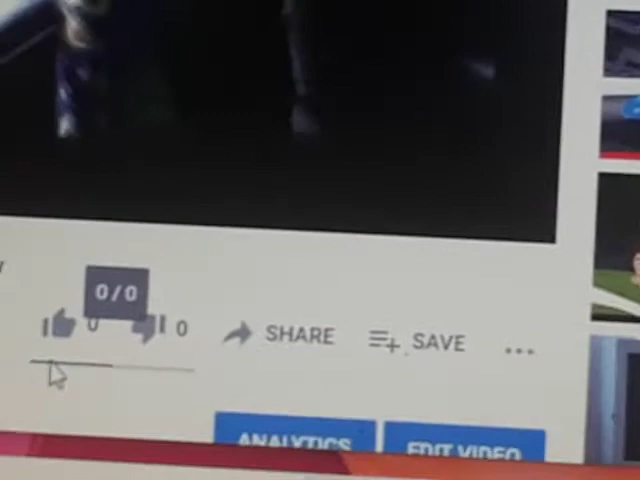 0/0
0 0 SHARE SAVE ...
ANALYTICS EDIT VIDEO